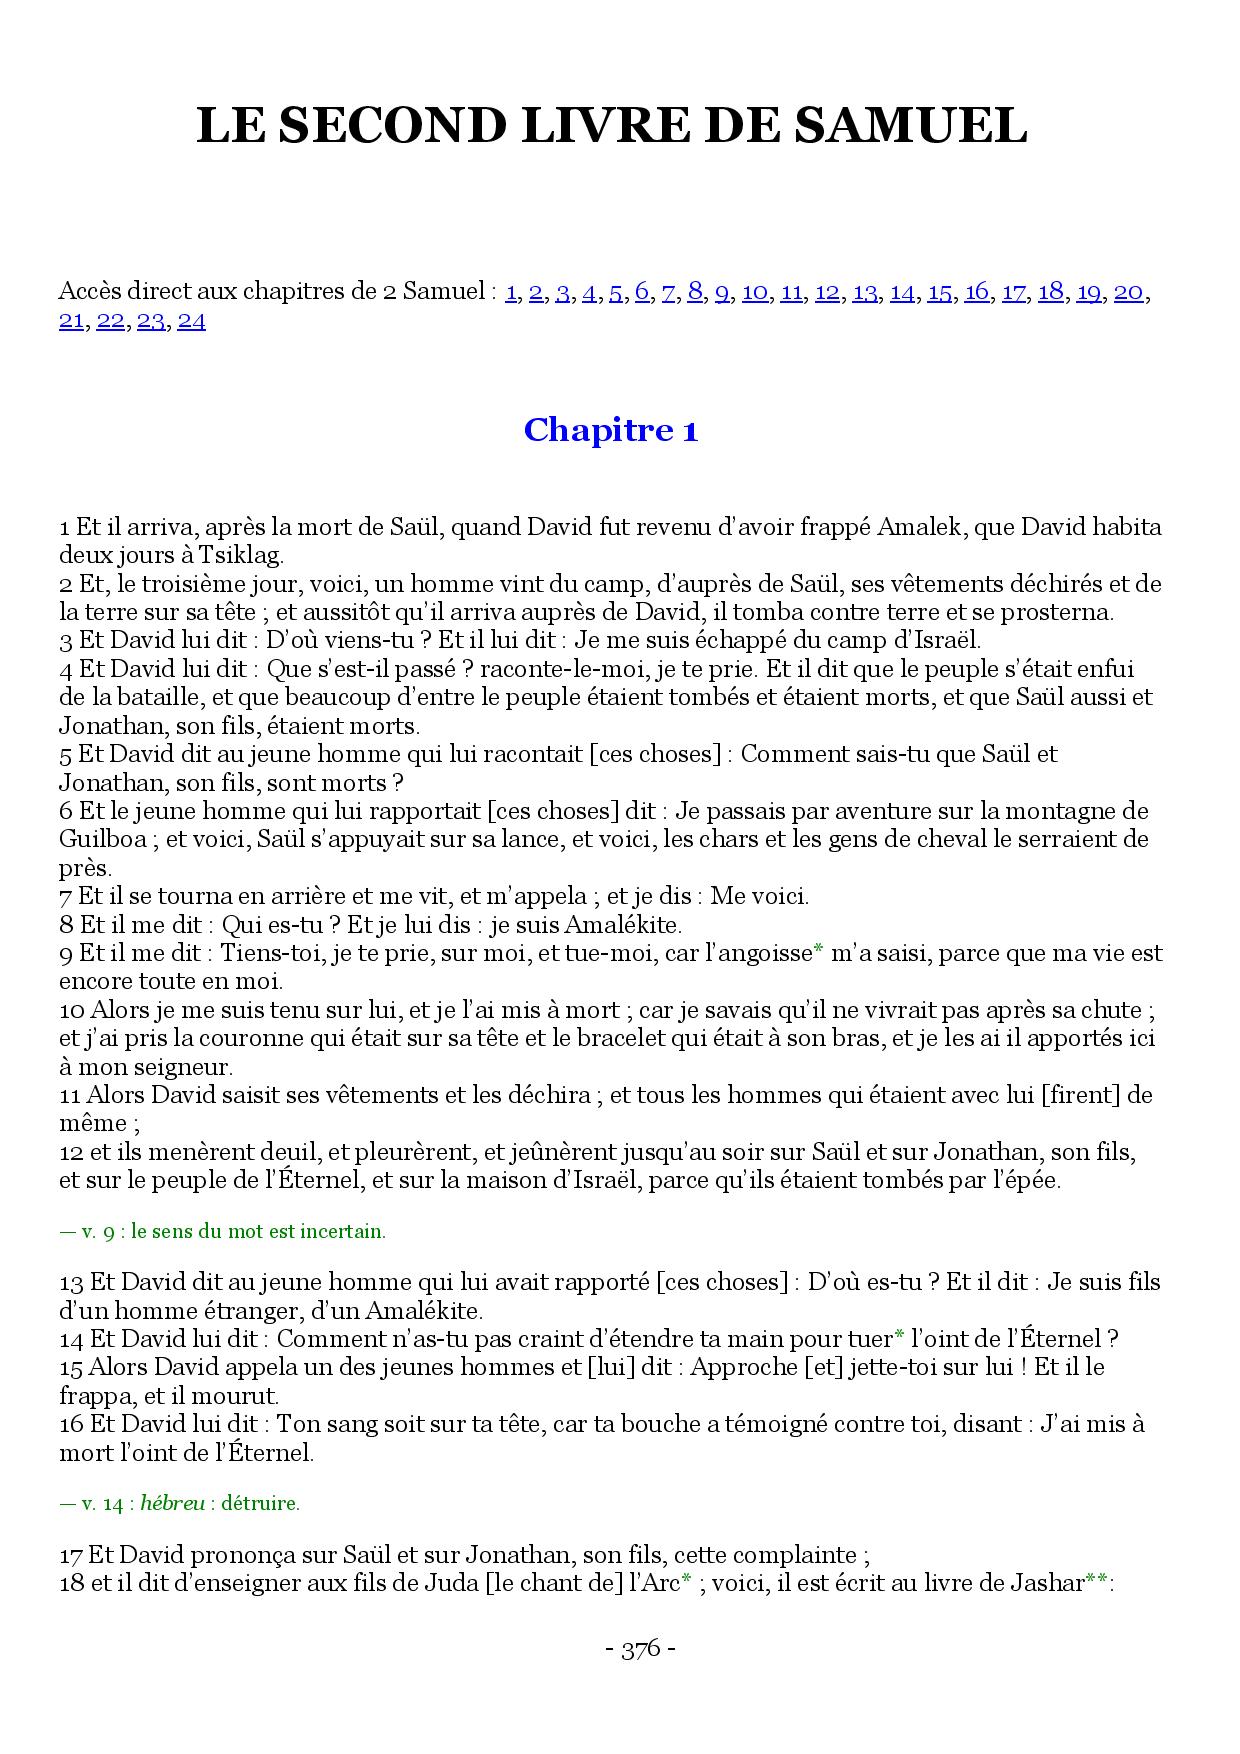 LE SECOND LIVRE DE SAMUEL
Accès direct aux chapitres de 2 Samuel : 1, 2, 3, 4, 5, 6, 7, 8, 9, 10, 11, 12, 13, 14, 15, 16, 17, 18, 19, 20,
21, 22, 23, 24
Chapitre 1
1 Et il arriva, après la mort de Saül, quand David fut revenu d’avoir frappé Amalek, que David habita
deux jours à Tsiklag.
2 Et, le troisième jour, voici, un homme vint du camp, d’auprès de Saül, ses vêtements déchirés et de
la terre sur sa tête ; et aussitôt qu’il arriva auprès de David, il tomba contre terre et se prosterna.
3 Et David lui dit : D’où viens-tu ? Et il lui dit : Je me suis échappé du camp d’Israël.
4 Et David lui dit : Que s’est-il passé ? raconte-le-moi, je te prie. Et il dit que le peuple s’était enfui
de la bataille, et que beaucoup d’entre le peuple étaient tombés et étaient morts, et que Saül aussi et
Jonathan, son fils, étaient morts.
5 Et David dit au jeune homme qui lui racontait [ces choses] : Comment sais-tu que Saül et
Jonathan, son fils, sont morts ?
6 Et le jeune homme qui lui rapportait [ces choses] dit : Je passais par aventure sur la montagne de
Guilboa ; et voici, Saül s’appuyait sur sa lance, et voici, les chars et les gens de cheval le serraient de
près.
7 Et il se tourna en arrière et me vit, et m’appela ; et je dis : Me voici.
8 Et il me dit : Qui es-tu ? Et je lui dis : je suis Amalékite.
9 Et il me dit : Tiens-toi, je te prie, sur moi, et tue-moi, car l’angoisse* m’a saisi, parce que ma vie est
encore toute en moi.
10 Alors je me suis tenu sur lui, et je l’ai mis à mort ; car je savais qu’il ne vivrait pas après sa chute ;
et j’ai pris la couronne qui était sur sa tête et le bracelet qui était à son bras, et je les ai il apportés ici
à mon seigneur.
11 Alors David saisit ses vêtements et les déchira ; et tous les hommes qui étaient avec lui [firent] de
même ;
12 et ils menèrent deuil, et pleurèrent, et jeûnèrent jusqu’au soir sur Saül et sur Jonathan, son fils,
et sur le peuple de l’Éternel, et sur la maison d’Israël, parce qu’ils étaient tombés par l’épée.
— v. 9 : le sens du mot est incertain.
13 Et David dit au jeune homme qui lui avait rapporté [ces choses] : D’où es-tu ? Et il dit : Je suis fils
d’un homme étranger, d’un Amalékite.
14 Et David lui dit : Comment n’as-tu pas craint d’étendre ta main pour tuer* l’oint de l’Éternel ?
15 Alors David appela un des jeunes hommes et [lui] dit : Approche [et] jette-toi sur lui ! Et il le
frappa, et il mourut.
16 Et David lui dit : Ton sang soit sur ta tête, car ta bouche a témoigné contre toi, disant : J’ai mis à
mort l’oint de l’Éternel.
— v. 14 : hébreu : détruire.
17 Et David prononça sur Saül et sur Jonathan, son fils, cette complainte ;
18 et il dit d’enseigner aux fils de Juda [le chant de] l’Arc* ; voici, il est écrit au livre de Jashar**:
- 376 -